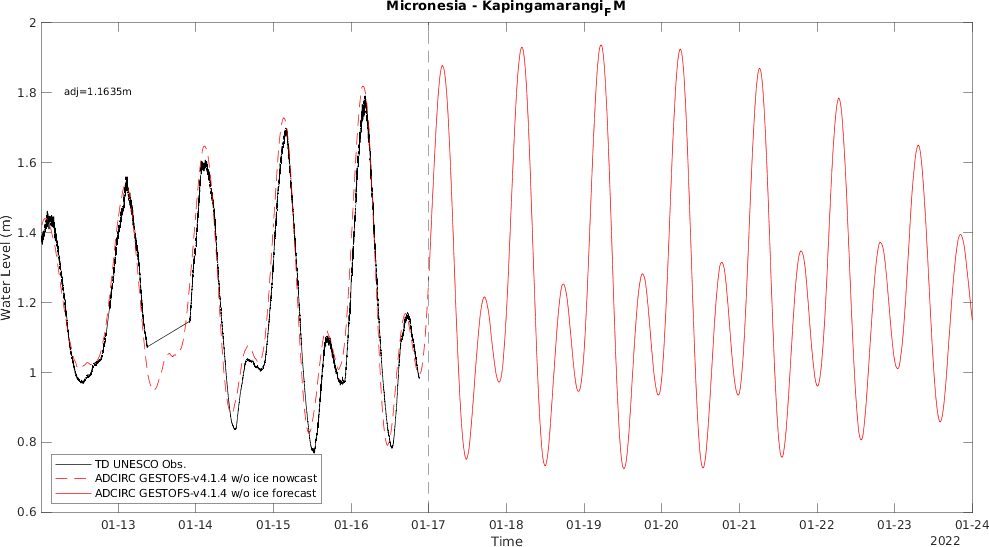 Micronesia - Kapingamarangi_FM
2
1.8
1.6
1.4
1.2
1
0.8
0.6
Water Level (m)
adj=1.1635m
TD UNESCO Obs.
ADCIRC GESTOFS-v4.1.4 w/o ice nowcast
ADCIRC GESTOFS-v4.1.4 w/o ice forecast
01-13 01-14 01-15 01-16 01-17 01-18 01-19 01-20 01-21 01-22 01-23 01-24
Time
2022